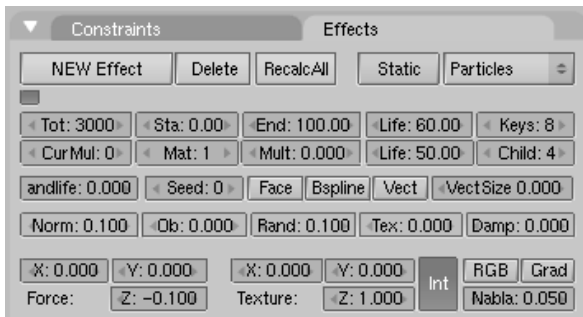 Constraints Effects
NEW Effect Delete RecalcAll Static Particles
Tot: 3000 Sta: 0.00 End: 100.00 Life: 60.00 Keys: 8
CurMul: 0 Mat: 1 Mult: 0.000 Life: 50.00 Child: 4
andlife: 0.000 Seed: 0 Face Bspline Vect VectSize 0.000
Norm: 0.100 Ob: 0.000 Rand: 0.100 Tex: 0.000 Damp: 0.000
X: 0.000 Y: 0.000 X: 0.000 Y: 0.000 Int RGB Grad
Force: Z: -0.100 Texture: Z: 1.000 Nabla: 0.050